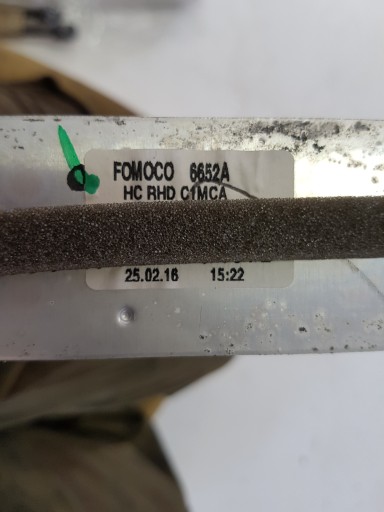 FOMOCO 6652A
HC RHD C1MCA
25.02.16 15:22